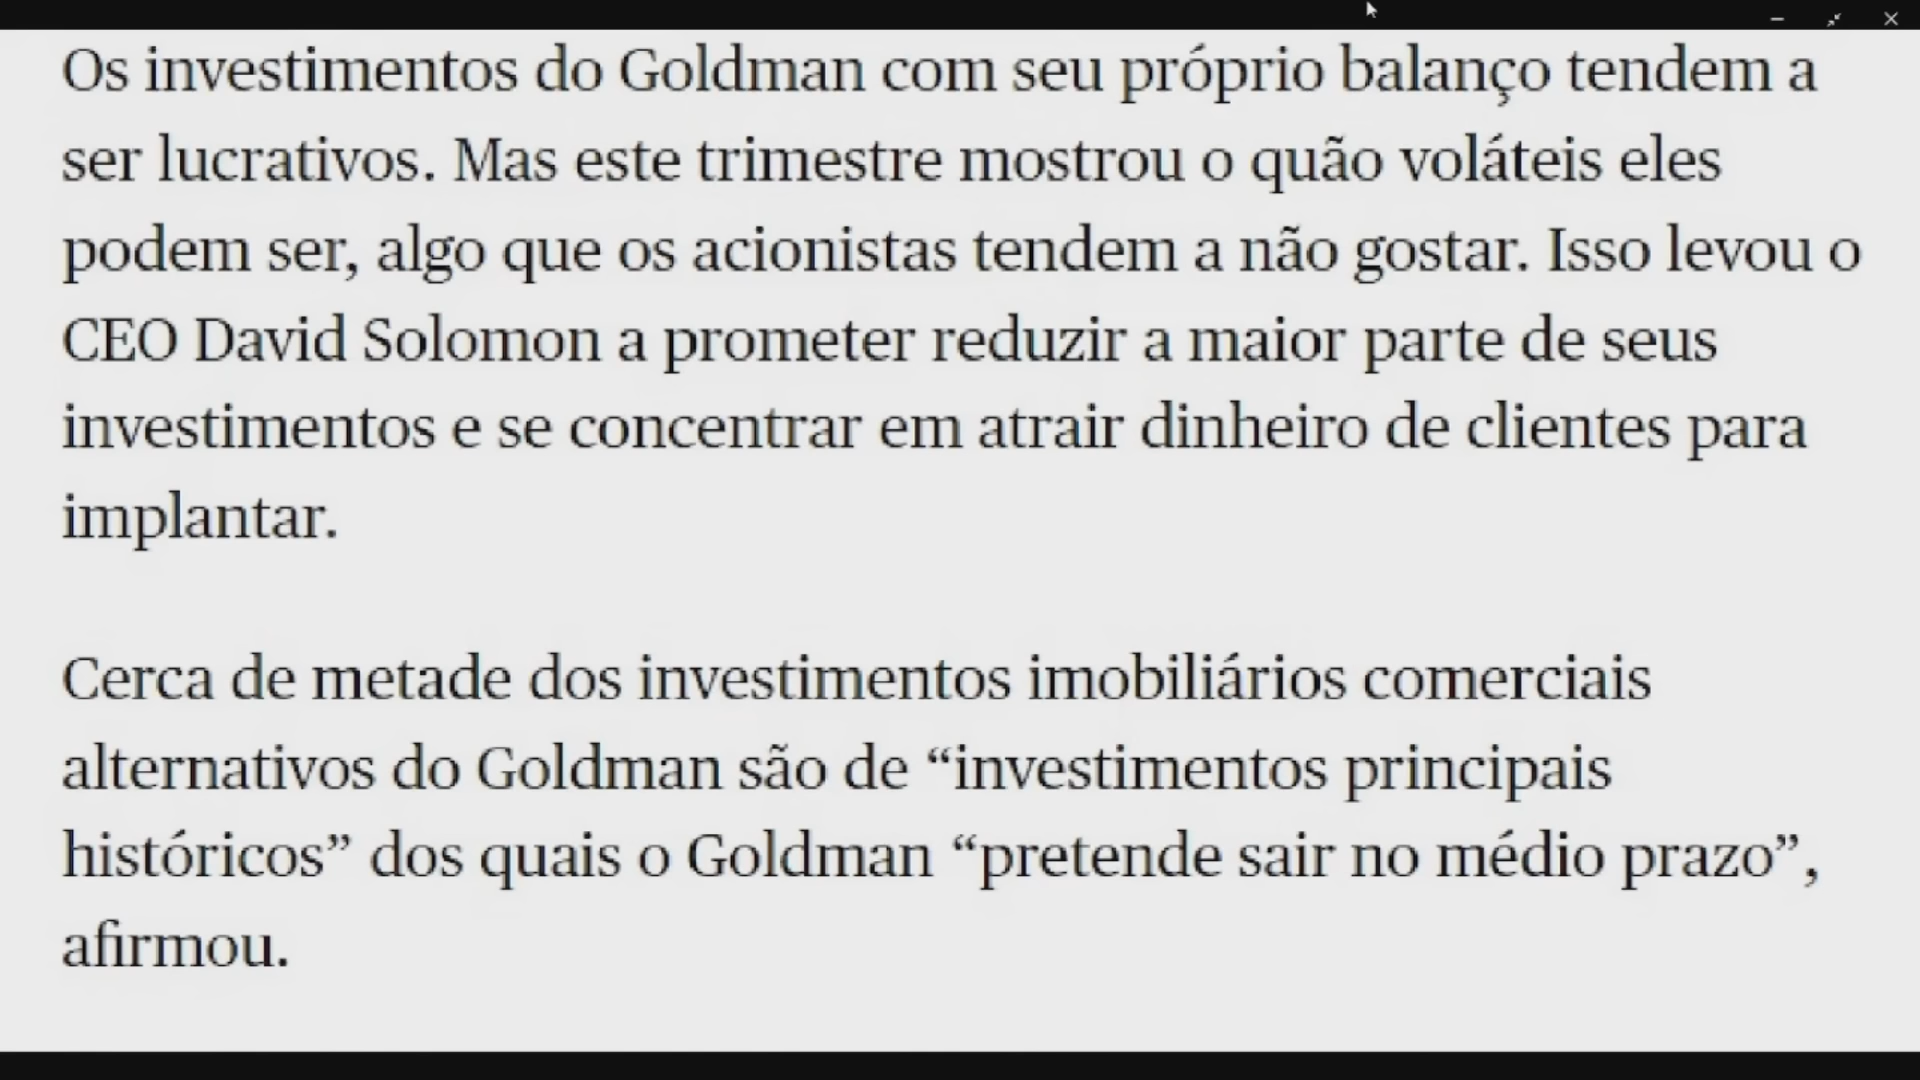 Os investimentos do Goldman com seu próprio balanço tendem a
ser lucrativos. Mas este trimestre mostrou o quão voláteis eles
podem ser, algo que os acionistas tendem a não gostar. Isso levou o
CEO David Solomon a prometer reduzir a maior parte de seus
investimentos e se concentrar em atrair dinheiro de clientes para
implantar.
Cerca de metade dos investimentos imobiliários comerciais
alternativos do Goldman são de “investimentos principais
históricos” dos quais o Goldman “pretende sair no médio prazo”,
afirmou.